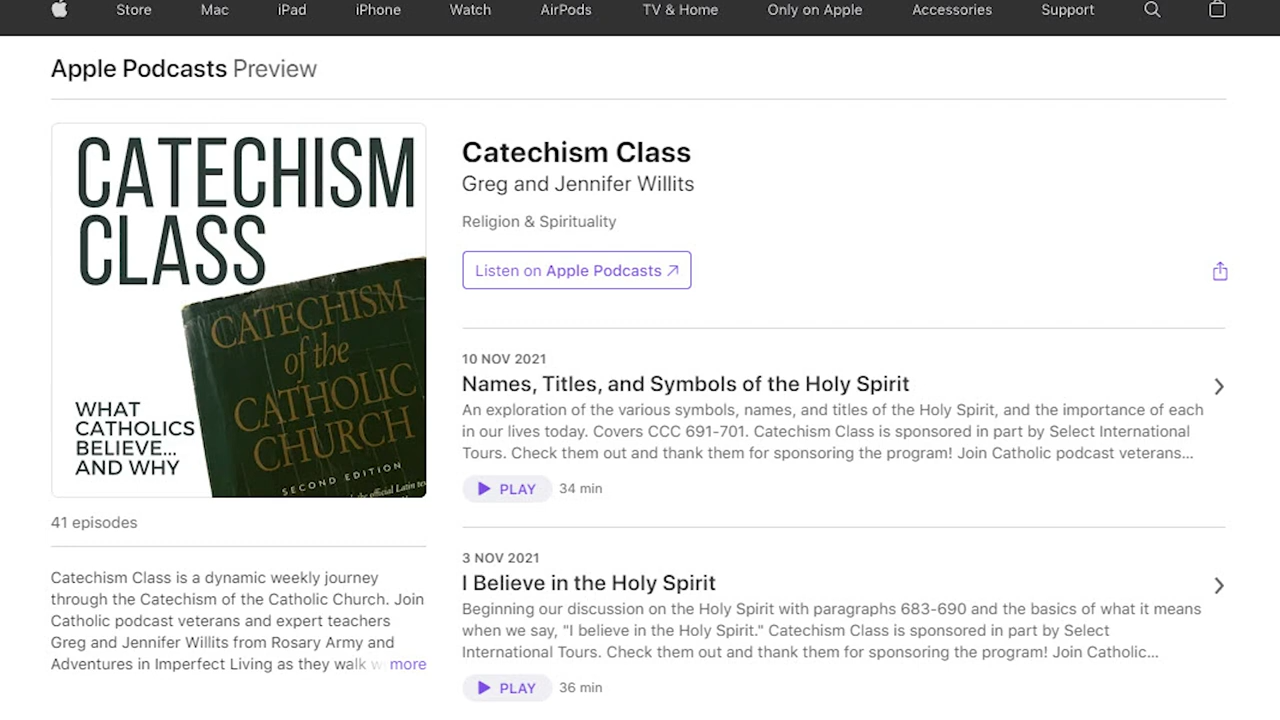 Store Mac iPad iPhone Watch AirPods TV & Home Only on Apple Accessories Support
Apple Podcasts Preview
CATECHISM
CLASS
CATECHISM
of the
CATHOLIC
CHURCH
SECOND EDITION
the official Latin
WHAT
CATHOLICS
BELIEVE...
AND WHY
41 episodes
Catechism Class is a dynamic weekly journey
through the Catechism of the Catholic Church. Join
Catholic podcast veterans and expert teachers
Greg and Jennifer Willits from Rosary Army and
Adventures in Imperfect Living as they walk more
Catechism Class
Greg and Jennifer Willits
Religion & Spirituality
Listen on Apple Podcasts
10 NOV 2021
Names, Titles, and Symbols of the Holy Spirit
An exploration of the various symbols, names, and titles of the Holy Spirit, and the importance of each
in our lives today. Covers CCC 691-701. Catechism Class is sponsored in part by Select International
Tours. Check them out and thank them for sponsoring the program! Join Catholic podcast veterans...
PLAY 34 min
3 NOV 2021
I Believe in the Holy Spirit
Beginning our discussion on the Holy Spirit with paragraphs 683-690 and the basics of what it means
when we say, "I believe in the Holy Spirit." Catechism Class is sponsored in part by Select
International Tours. Check them out and thank them for sponsoring the program! Join Catholic...
PLAY 36 min